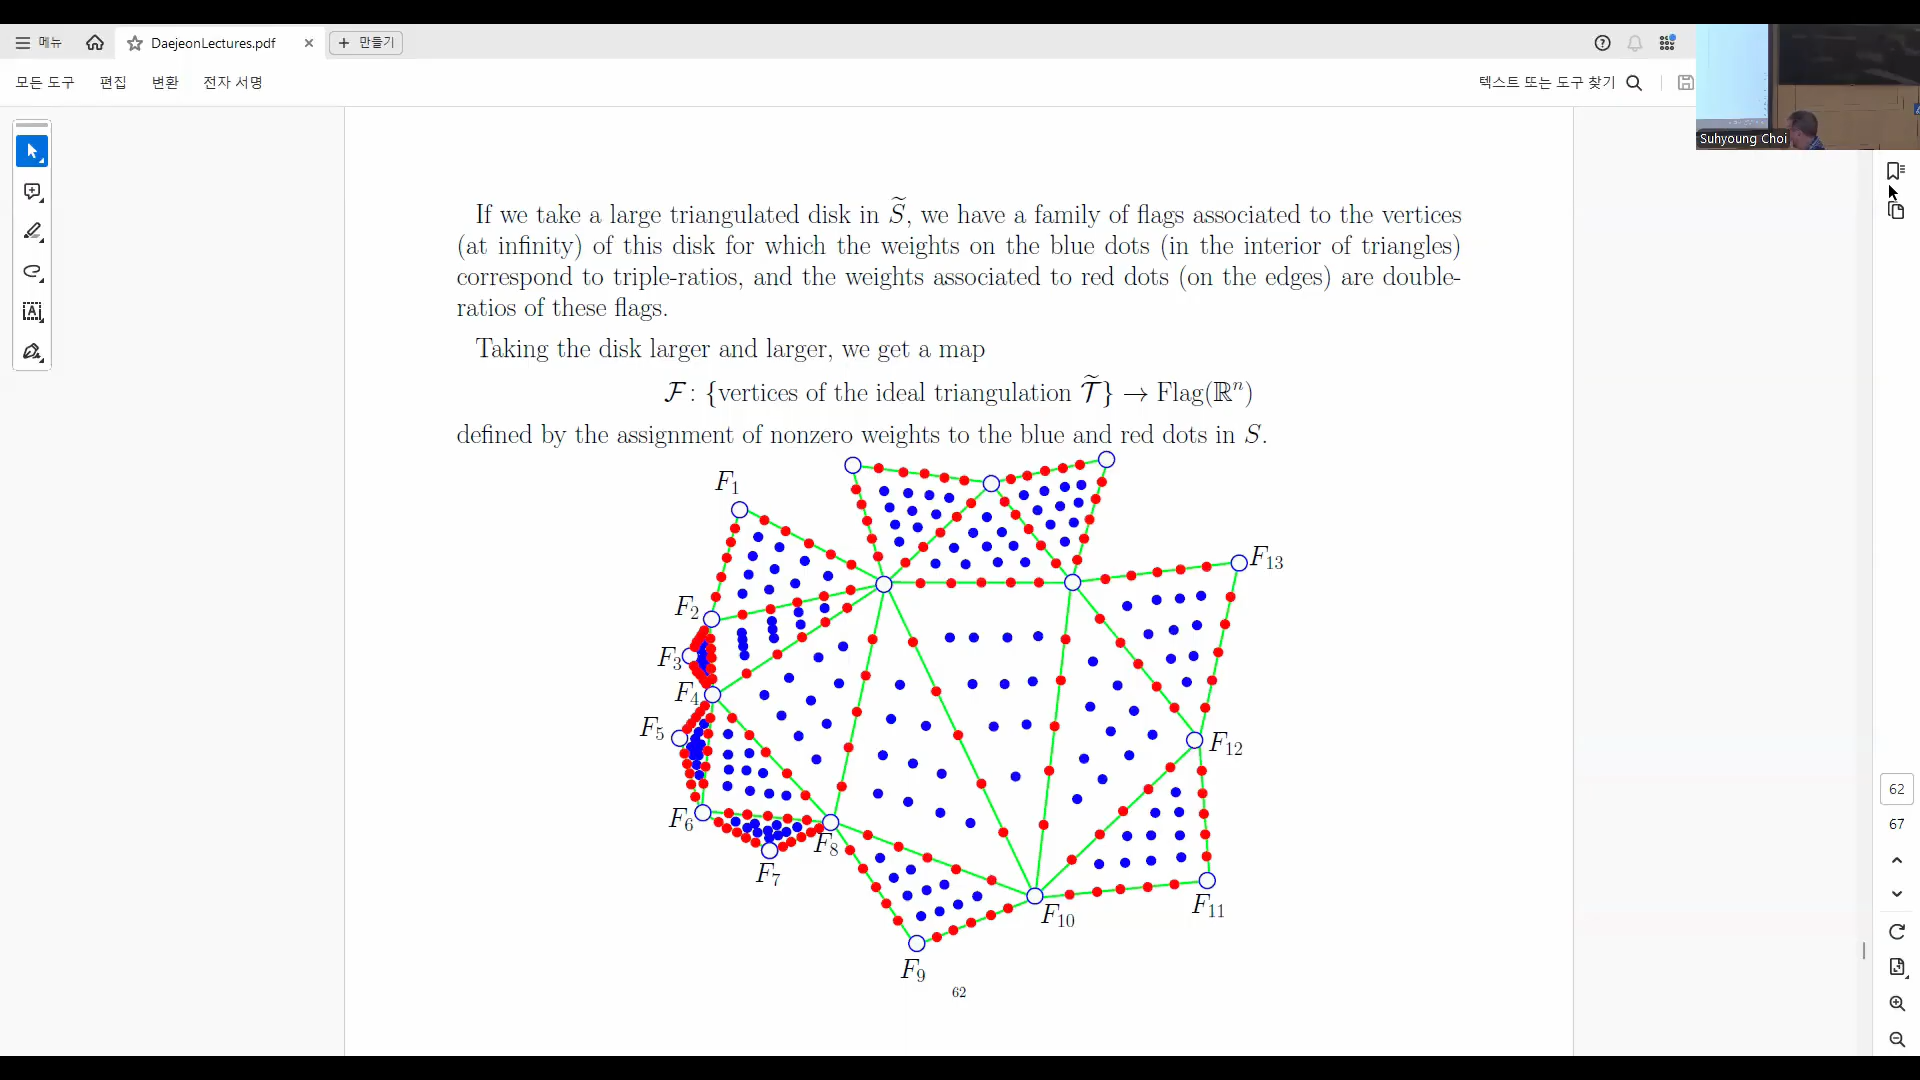 메뉴
DaejeonLectures.pdf
만들기
모든 도구 편집 변환 전자 서명
텍스트 또는 도구 찾기
Suhyoung Choi
If we take a large triangulated disk in S̃, we have a family of flags associated to the vertices
(at infinity) of this disk for which the weights on the blue dots (in the interior of triangles)
correspond to triple-ratios, and the weights associated to red dots (on the edges) are double-
ratios of these flags.
Taking the disk larger and larger, we get a map
ℱ: {vertices of the ideal triangulation 𝒯̃} → Flag(ℝⁿ)
defined by the assignment of nonzero weights to the blue and red dots in S.
F₁
F₁₃
F₂
F₃
F₄
F₅
F₁₂
F₆
F₈
F₇
F₁₁
F₁₀
F₉
62
62
67